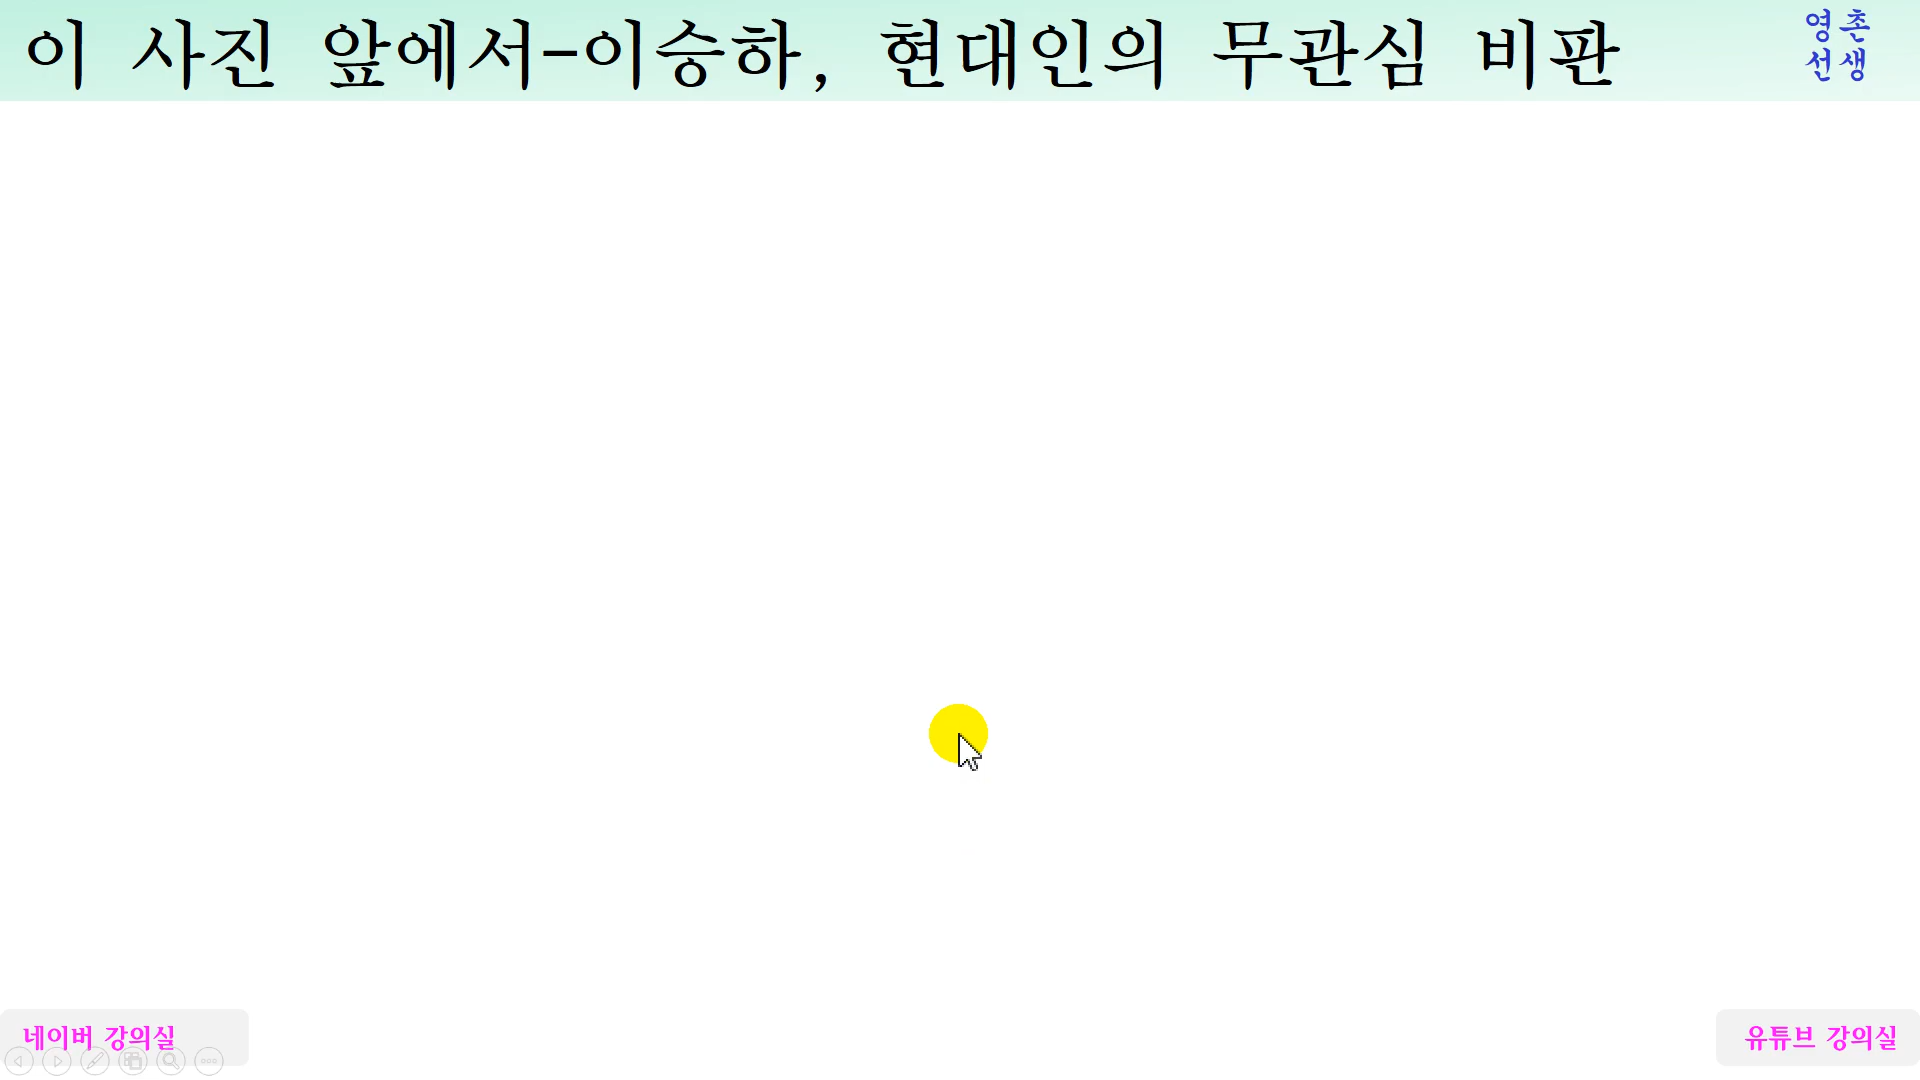 이 사진 앞에서-이승하, 현대인의 무관심 비판
영촌
선생
네이버 강의실
유튜브 강의실